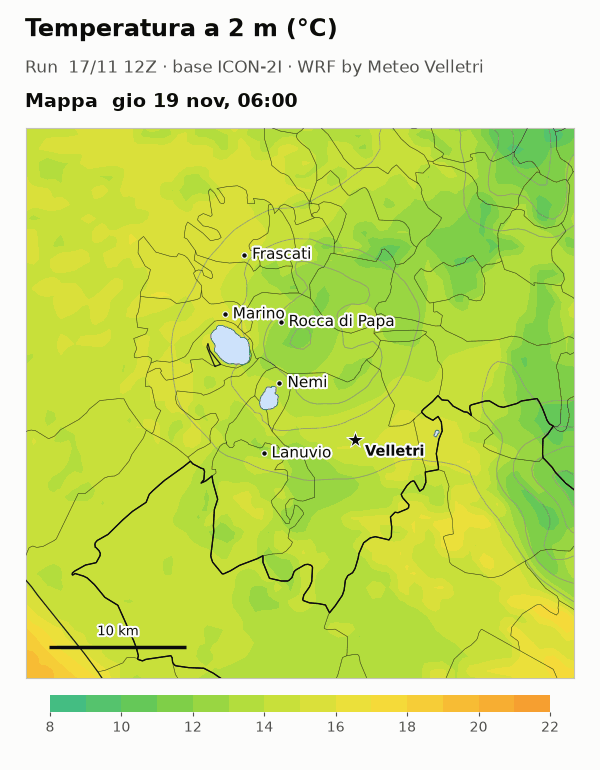 Temperatura a 2 m (°C)
Run  17/11 12Z · base ICON-2I · WRF by Meteo Velletri
Mappa  gio 19 nov, 06:00
Frascati
Marino
Rocca di Papa
Nemi
Velletri
Lanuvio
10 km
8 10 12 14 16 18 20 22